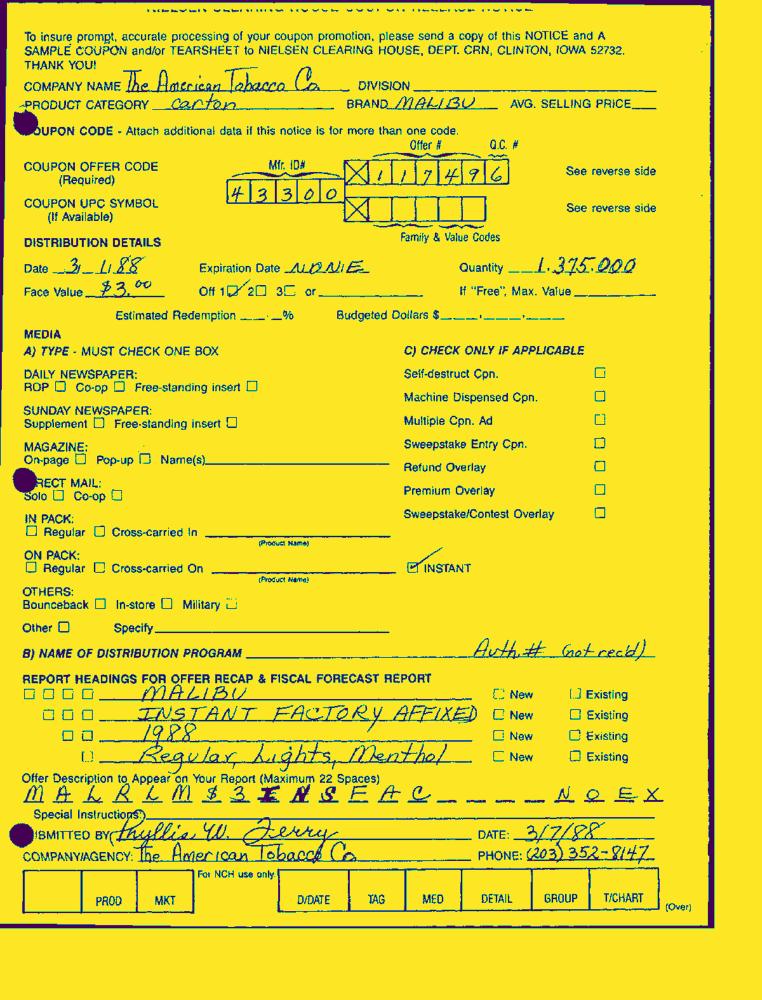 NIELSEN CLEARING HOUSE COUPON RELEASE NOTICE
To insure prompt, accurate processing of your coupon promotion, please send a copy of this NOTICE and A
SAMPLE COUPON and/or TEARSHEET to NIELSEN CLEARING HOUSE, DEPT. CRN, CLINTON, IOWA 52732.
THANK YOU!
COMPANY NAME The American Tobacco Co. DIVISION
PRODUCT CATEGORY carton BRAND MALIBU AVG. SELLING PRICE
OUPON CODE - Attach additional data if this notice is for more than one code.
Offer # Q.C. #
COUPON OFFER CODE Mfr. ID# 1 1 7 4 9 6 See reverse side
(Required)
4 3 3 0 0
COUPON UPC SYMBOL See reverse side
(If Available)
Family & Value Codes
DISTRIBUTION DETAILS
Date 3/1/88 Expiration Date NONE Quantity 1.375.000
Face Value $3.00 Off 1☑ 2☐ 3☐ or If "Free", Max. Value
Estimated Redemption __.__% Budgeted Dollars $____,____,____
MEDIA
A) TYPE - MUST CHECK ONE BOX C) CHECK ONLY IF APPLICABLE
DAILY NEWSPAPER: Self-destruct Cpn. ☐
ROP ☐ Co-op ☐ Free-standing insert ☐
Machine Dispensed Cpn. ☐
SUNDAY NEWSPAPER:
Supplement ☐ Free-standing insert ☐ Multiple Cpn. Ad ☐
MAGAZINE: Sweepstake Entry Cpn. ☐
On-page ☐ Pop-up ☐ Name(s)
Refund Overlay ☐
RECT MAIL:
Solo ☐ Co-op ☐ Premium Overlay ☐
IN PACK: Sweepstake/Contest Overlay ☐
☐ Regular ☐ Cross-carried In
(Product Name)
ON PACK:
☐ Regular ☐ Cross-carried On ☑ INSTANT
(Product Name)
OTHERS:
Bounceback ☐ In-store ☐ Military ☐
Other ☐ Specify
B) NAME OF DISTRIBUTION PROGRAM Auth. # (not rec'd)
REPORT HEADINGS FOR OFFER RECAP & FISCAL FORECAST REPORT
☐ ☐ ☐ ☐ MALIBU ☐ New ☐ Existing
☐ ☐ ☐ INSTANT FACTORY AFFIXED ☐ New ☐ Existing
☐ ☐ 1988 ☐ New ☐ Existing
☐ Regular, Lights, Menthol ☐ New ☐ Existing
Offer Description to Appear on Your Report (Maximum 22 Spaces)
M A L R L M $ 3 I N S F A C _ _ _ _ N O E X
Special Instructions
BMITTED BY Phyllis W. Terry DATE: 3/7/88
COMPANY/AGENCY: The American Tobacco Co. PHONE: (203) 352-8147
For NCH use only
PROD MKT D/DATE TAG MED DETAIL GROUP T/CHART
(Over)